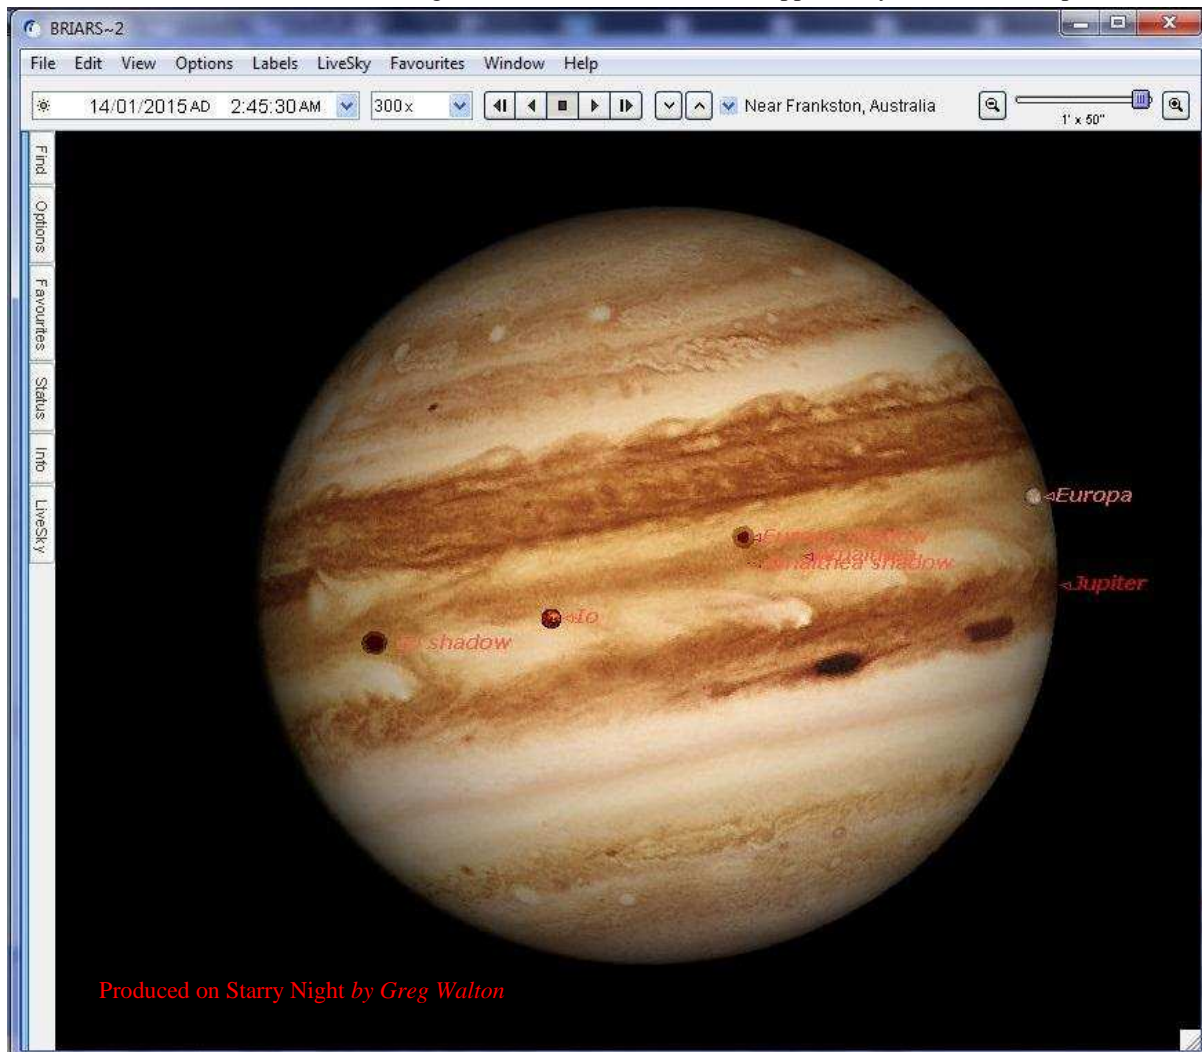 BRIARS~2
File Edit View Options Labels LiveSky Favourites Window Help
14/01/2015 AD 2:45:30 AM 300x Near Frankston, Australia
1' x 50"
Find
Options
Favourites
Status
Info
LiveSky
Europa
shadow
shadow
Jupiter
Io
shadow
Produced on Starry Night by Greg Walton